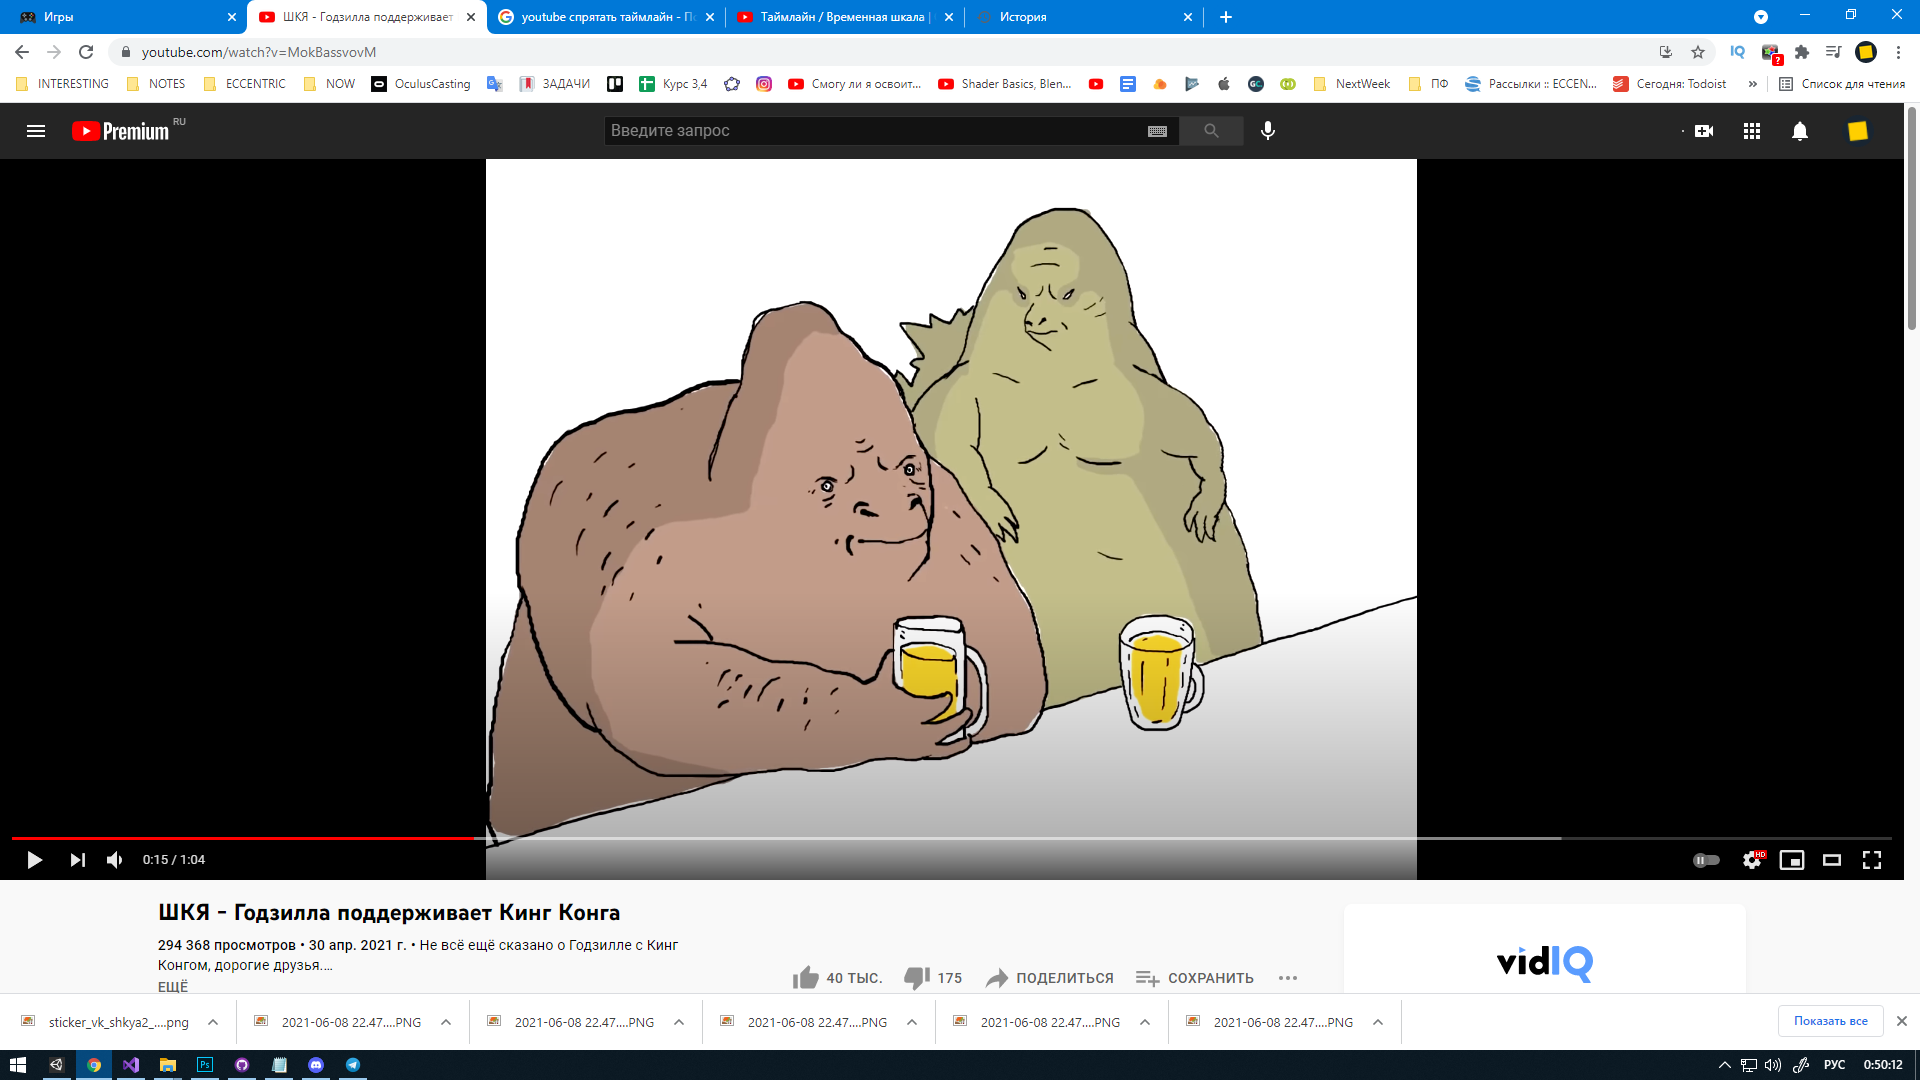 Игры
ШКЯ - Годзилла поддерживает
youtube спрятать таймлайн - По
Таймлайн / Временная шкала |
История
youtube.com/watch?v=MokBassvovM
IQ
?
INTERESTING
NOTES
ECCENTRIC
NOW
OculusCasting
ЗАДАЧИ
Курс 3,4
Смогу ли я освоит...
Shader Basics, Blen...
GC
NextWeek
ПФ
Рассылки :: ECCEN...
Сегодня: Todoist
»
Список для чтения
Premium
RU
Введите запрос
0:15 / 1:04
HD
ШКЯ - Годзилла поддерживает Кинг Конга
294 368 просмотров • 30 апр. 2021 г. • Не всё ещё сказано о Годзилле с Кинг
Конгом, дорогие друзья....
ЕЩЁ
40 ТЫС.
175
ПОДЕЛИТЬСЯ
СОХРАНИТЬ
vidIQ
sticker_vk_shkya2_....png
2021-06-08 22.47....PNG
2021-06-08 22.47....PNG
2021-06-08 22.47....PNG
2021-06-08 22.47....PNG
2021-06-08 22.47....PNG
Показать все
Ps
РУС
0:50:12